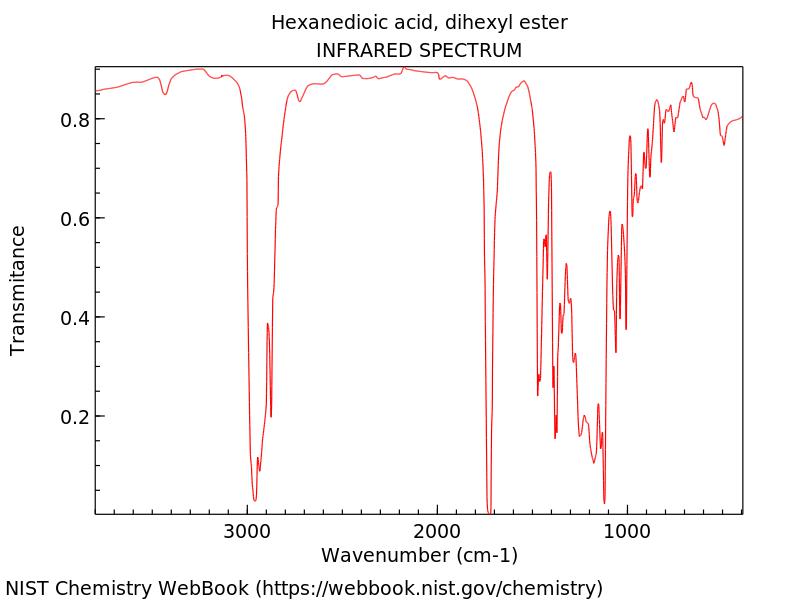 Hexanedioic acid, dihexyl ester
INFRARED SPECTRUM
Transmitance
0.8
0.6
0.4
0.2
3000 2000 1000
Wavenumber (cm-1)
NIST Chemistry WebBook (https://webbook.nist.gov/chemistry)